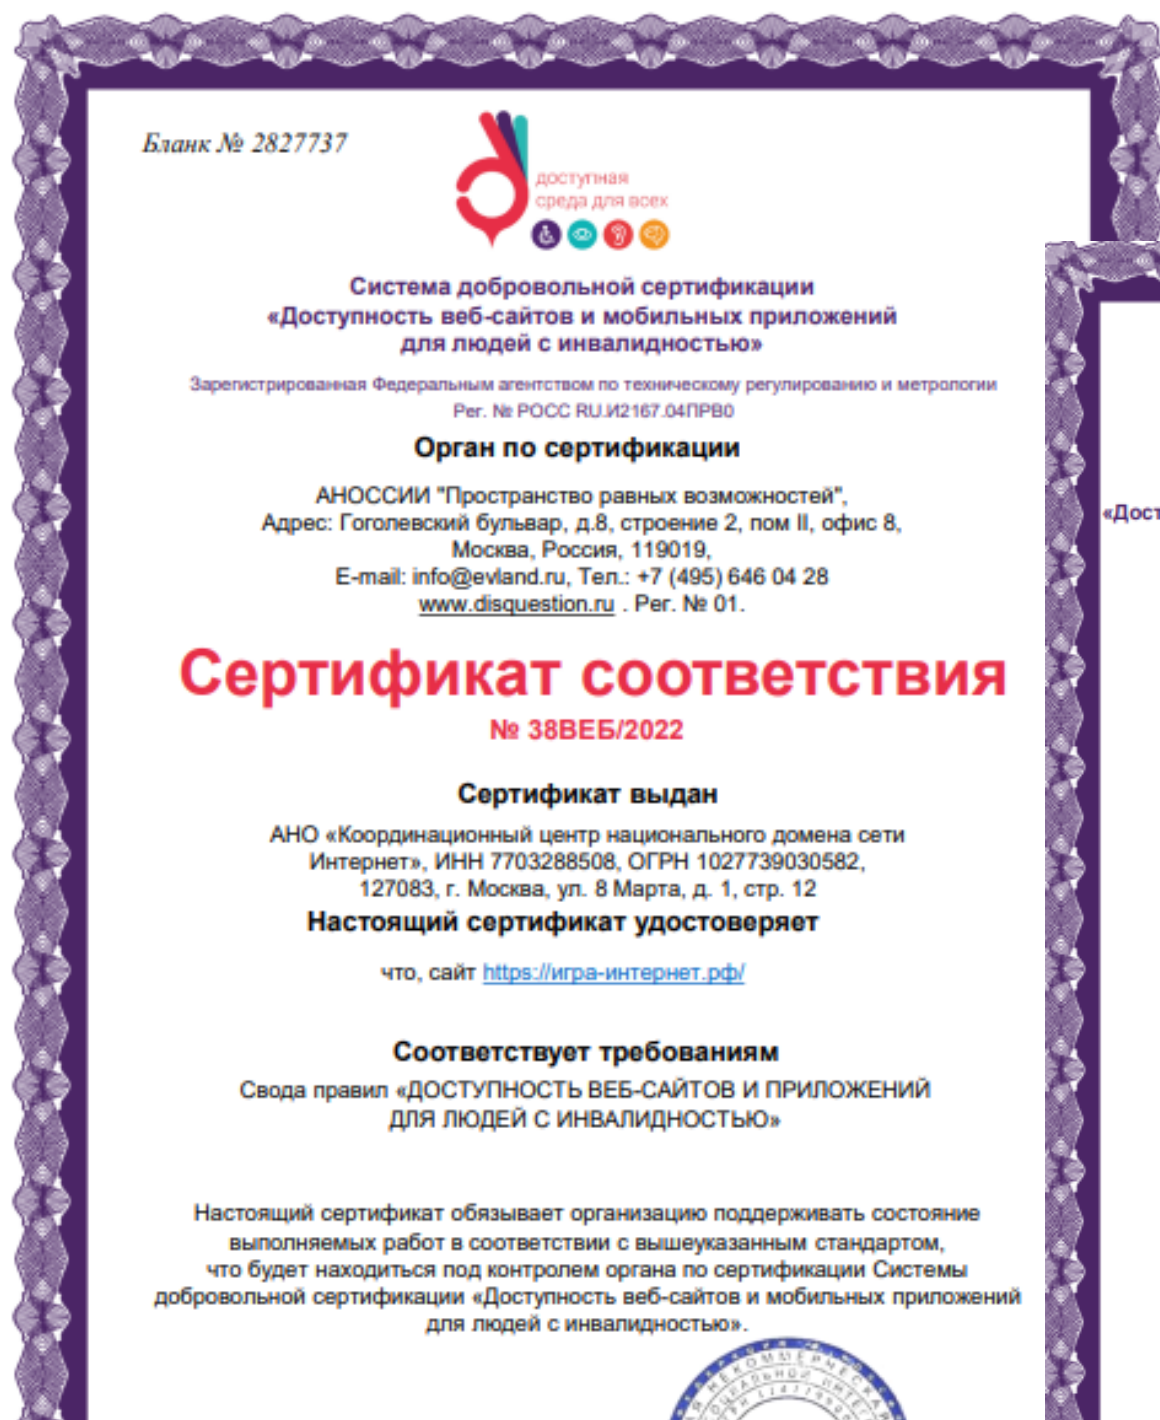 Бланк № 2827737
доступная
среда для всех
Система добровольной сертификации
«Доступность веб-сайтов и мобильных приложений
для людей с инвалидностью»
Зарегистрированная Федеральным агентством по техническому регулированию и метрологии
Рег. № РОСС RU.И2167.04ПРВ0
Орган по сертификации
АНОССИИ "Пространство равных возможностей",
Адрес: Гоголевский бульвар, д.8, строение 2, пом II, офис 8,
Москва, Россия, 119019,
E-mail: info@evland.ru, Тел.: +7 (495) 646 04 28
www.disquestion.ru . Рег. № 01.
Сертификат соответствия
№ 38ВЕБ/2022
Сертификат выдан
АНО «Координационный центр национального домена сети
Интернет», ИНН 7703288508, ОГРН 1027739030582,
127083, г. Москва, ул. 8 Марта, д. 1, стр. 12
Настоящий сертификат удостоверяет
что, сайт https://игра-интернет.рф/
Соответствует требованиям
Свода правил «ДОСТУПНОСТЬ ВЕБ-САЙТОВ И ПРИЛОЖЕНИЙ
ДЛЯ ЛЮДЕЙ С ИНВАЛИДНОСТЬЮ»
Настоящий сертификат обязывает организацию поддерживать состояние
выполняемых работ в соответствии с вышеуказанным стандартом,
что будет находиться под контролем органа по сертификации Системы
добровольной сертификации «Доступность веб-сайтов и мобильных приложений
для людей с инвалидностью».
«Дост